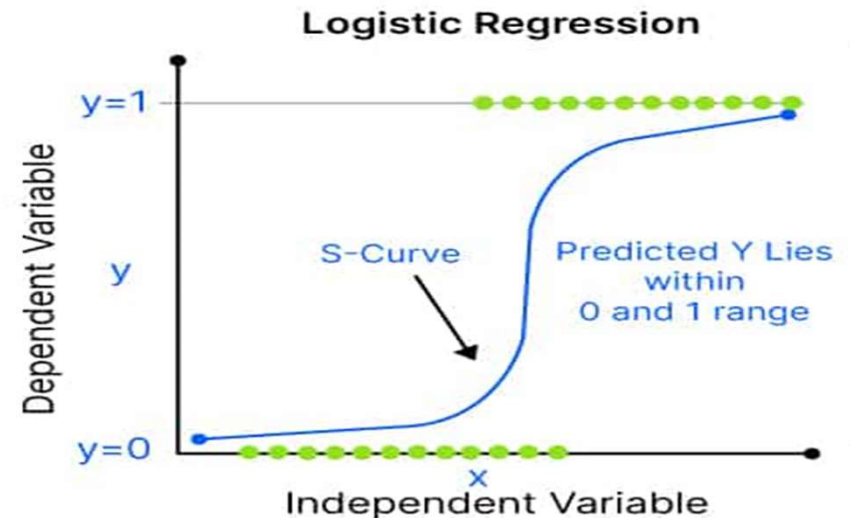 Logistic Regression
y=1
Dependent Variable
y
S-Curve
Predicted Y Lies
within
0 and 1 range
y=0
x
Independent Variable